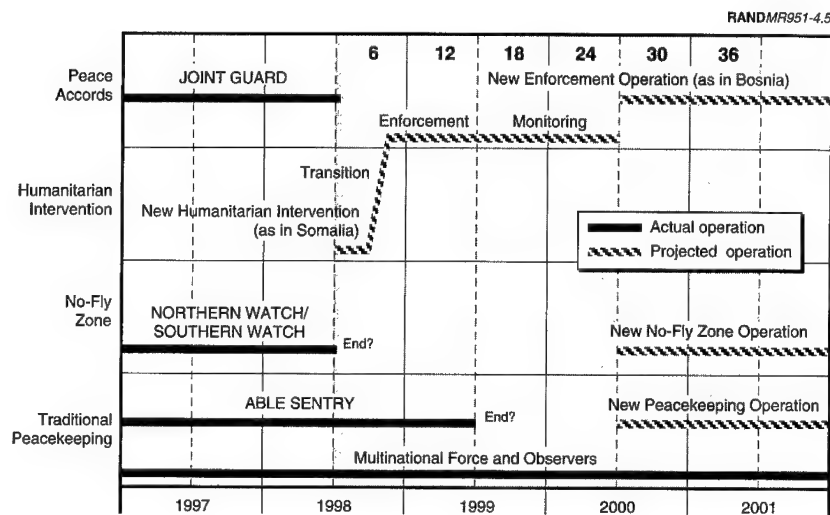 RANDMR951-4.5
6 12 18 24 30 36
Peace
Accords
JOINT GUARD
New Enforcement Operation (as in Bosnia)
Enforcement
Monitoring
Transition
Humanitarian
Intervention
New Humanitarian Intervention
(as in Somalia)
Actual operation
Projected operation
No-Fly
Zone
NORTHERN WATCH/
SOUTHERN WATCH
End?
New No-Fly Zone Operation
Traditional
Peacekeeping
ABLE SENTRY
End?
New Peacekeeping Operation
Multinational Force and Observers
1997 1998 1999 2000 2001